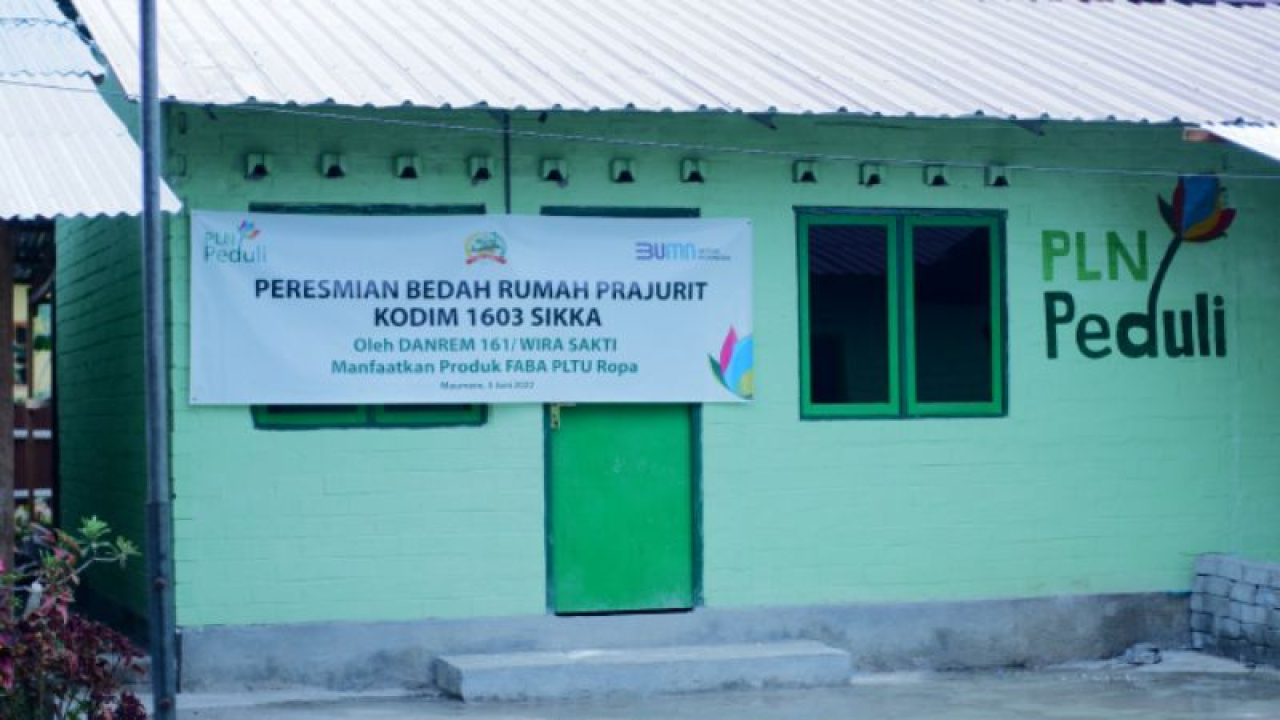 PLN
Peduli
BUMN
PERESMIAN BEDAH RUMAH PRAJURIT
KODIM 1603 SIKKA
Oleh DANREM 161/ WIRA SAKTI
Manfaatkan Produk FABA PLTU Ropa
PLN
Peduli